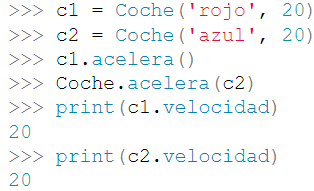 >>> c1 = Coche('rojo', 20)
>>> c2 = Coche('azul', 20)
>>> c1.acelera()
>>> Coche.acelera(c2)
>>> print(c1.velocidad)
20
>>> print(c2.velocidad)
20